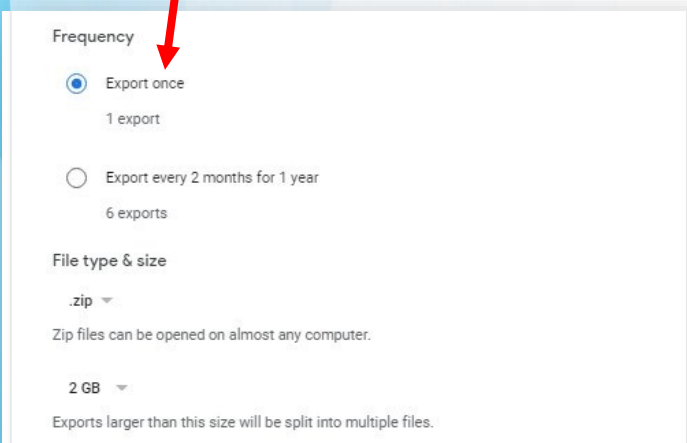 Frequency
Export once
1 export
Export every 2 months for 1 year
6 exports
File type & size
.zip
Zip files can be opened on almost any computer.
2 GB
Exports larger than this size will be split into multiple files.